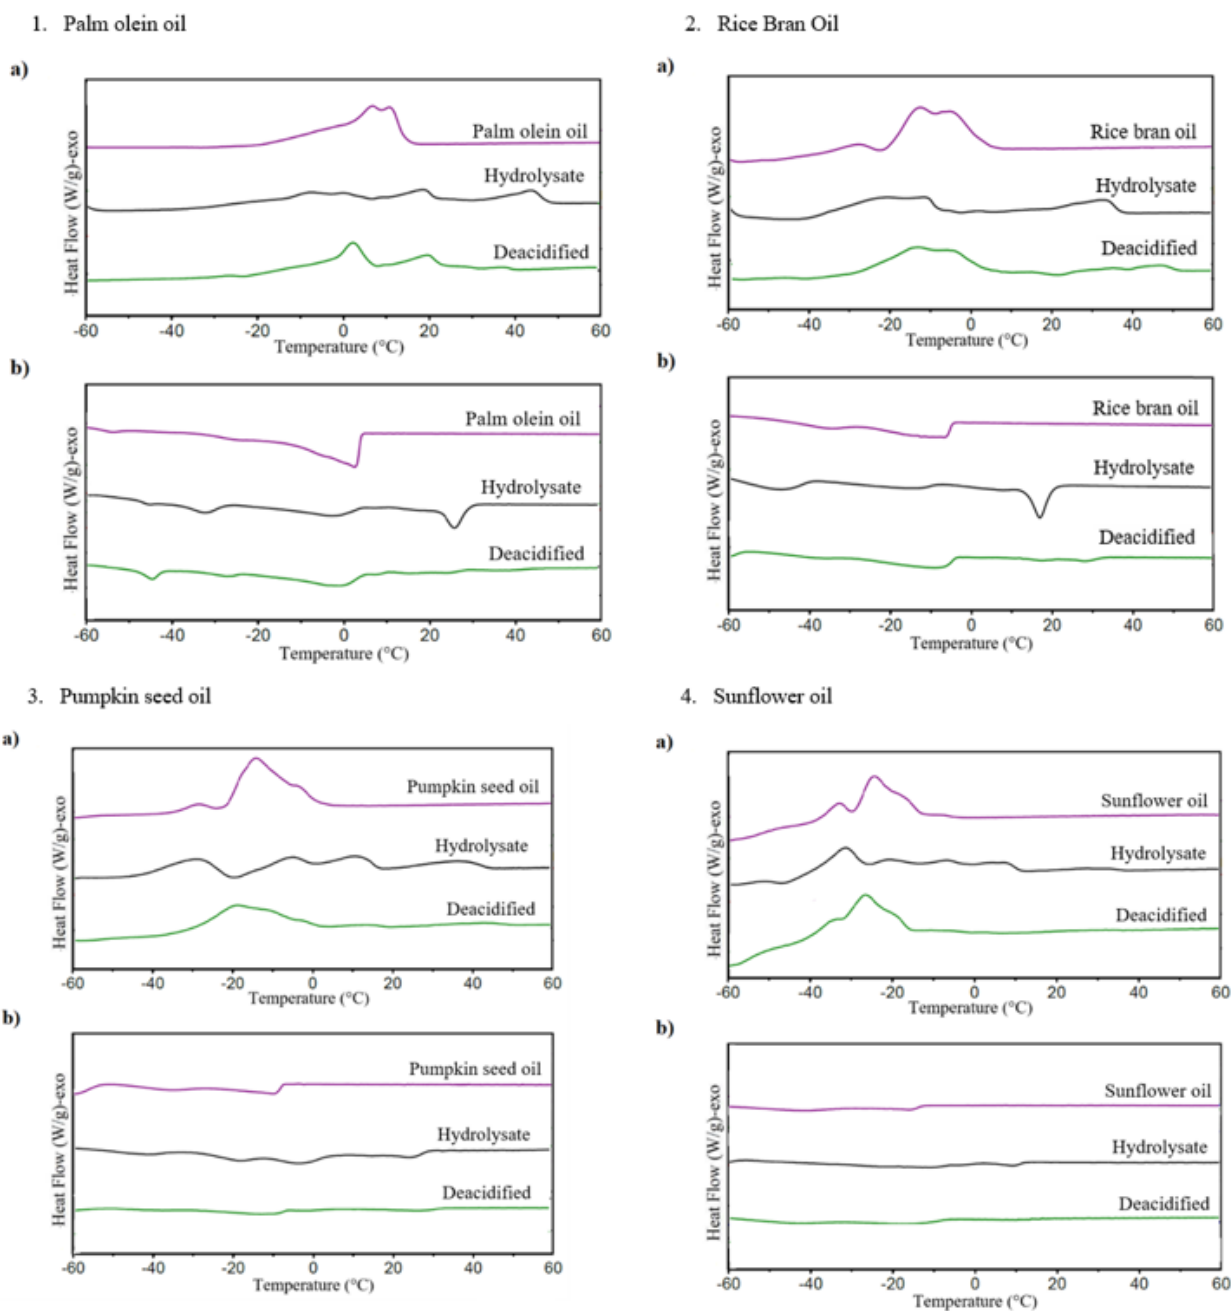 1. Palm olein oil
a)
Heat Flow (W/g)-exo
Palm olein oil
Hydrolysate
Deacidified
-60 -40 -20 0 20 40 60
Temperature (°C)
b)
Heat Flow (W/g)-exo
Palm olein oil
Hydrolysate
Deacidified
-60 -40 -20 0 20 40 60
Temperature (°C)
2. Rice Bran Oil
a)
Heat Flow (W/g)-exo
Rice bran oil
Hydrolysate
Deacidified
-60 -40 -20 0 20 40 60
Temperature (°C)
b)
Heat Flow (W/g)-exo
Rice bran oil
Hydrolysate
Deacidified
-60 -40 -20 0 20 40 60
Temperature (°C)
3. Pumpkin seed oil
a)
Heat Flow (W/g)-exo
Pumpkin seed oil
Hydrolysate
Deacidified
-60 -40 -20 0 20 40 60
Temperature (°C)
b)
Heat Flow (W/g)-exo
Pumpkin seed oil
Hydrolysate
Deacidified
-60 -40 -20 0 20 40 60
Temperature (°C)
4. Sunflower oil
a)
Heat Flow (W/g)-exo
Sunflower oil
Hydrolysate
Deacidified
-60 -40 -20 0 20 40 60
Temperature (°C)
b)
Heat Flow (W/g)-exo
Sunflower oil
Hydrolysate
Deacidified
-60 -40 -20 0 20 40 60
Temperature (°C)